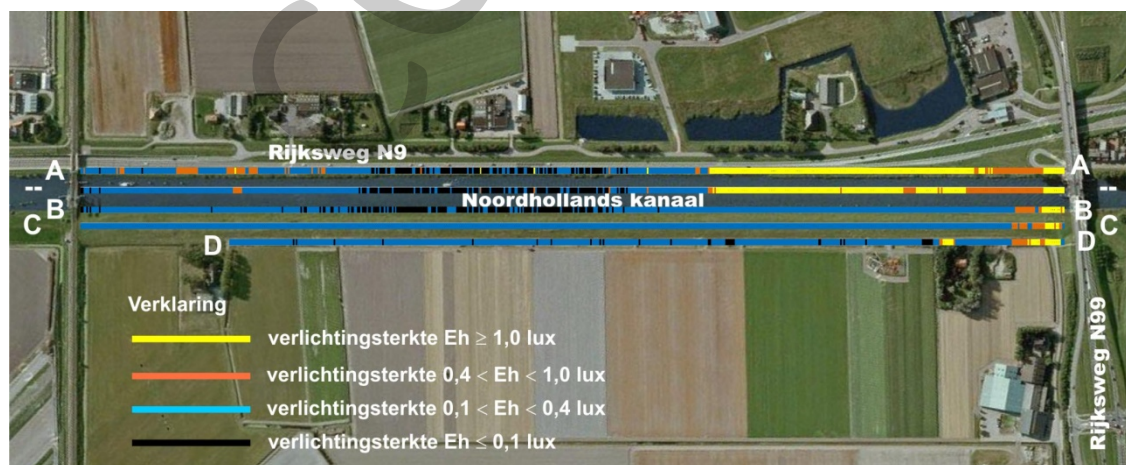 Rijksweg N9
A A
-- --
Noordhollands kanaal
B B
C C
D D
Verklaring
verlichtingsterkte Eh ≥ 1,0 lux
verlichtingsterkte 0,4 < Eh < 1,0 lux
verlichtingsterkte 0,1 < Eh < 0,4 lux
verlichtingsterkte Eh ≤ 0,1 lux
Rijksweg N99